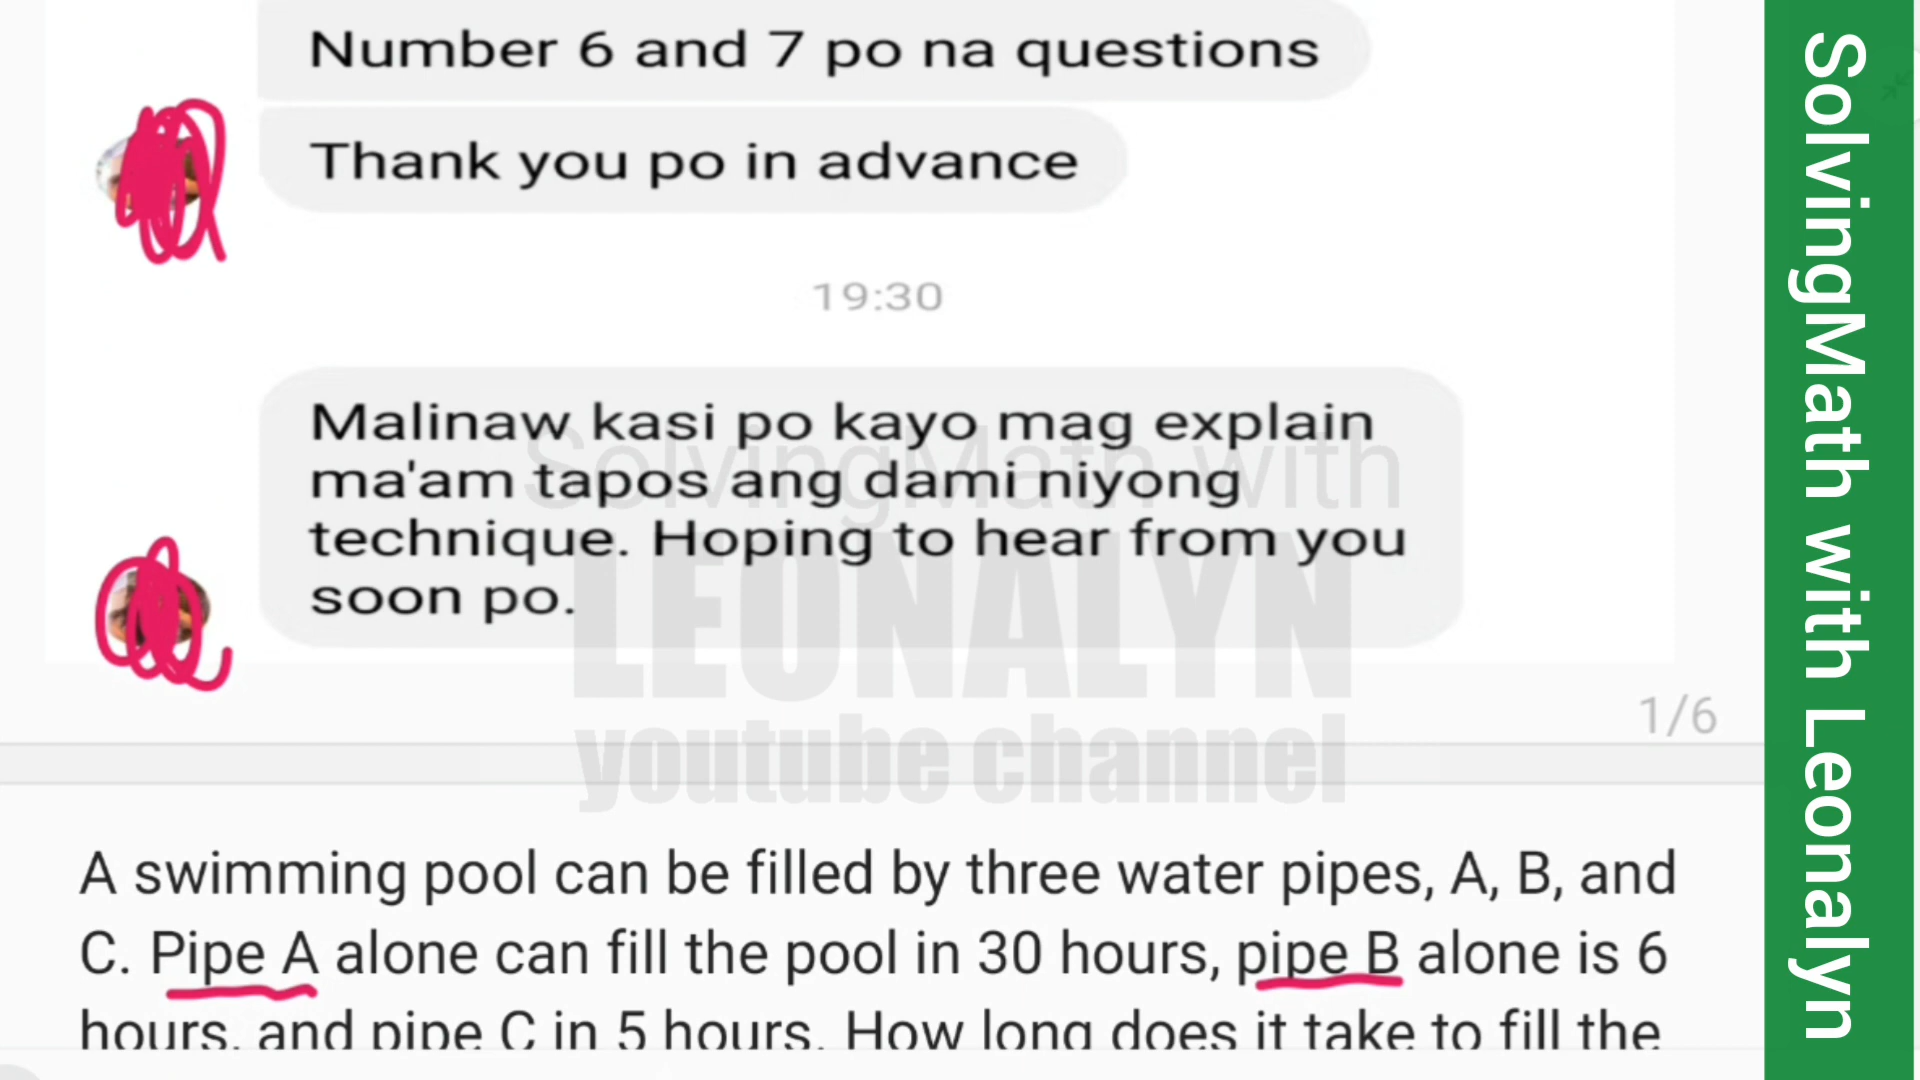 Number 6 and 7 po na questions
Thank you po in advance
19:30
Malinaw kasi po kayo mag explain
ma'am tapos ang dami niyong
technique. Hoping to hear from you
soon po.
SolvingMath with
LEONALYN
youtube channel
1/6
A swimming pool can be filled by three water pipes, A, B, and
C. Pipe A alone can fill the pool in 30 hours, pipe B alone is 6
hours, and pipe C in 5 hours. How long does it take to fill the
SolvingMath with Leonalyn